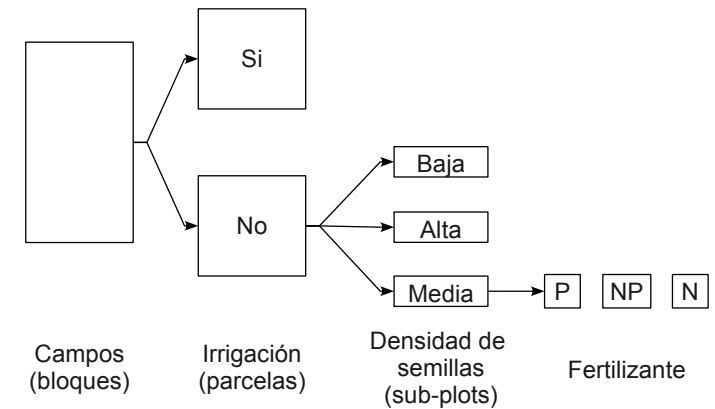 Si
No
Baja
Alta
Media
P
NP
N
Campos
(bloques)
Irrigación
(parcelas)
Densidad de
semillas
(sub-plots)
Fertilizante